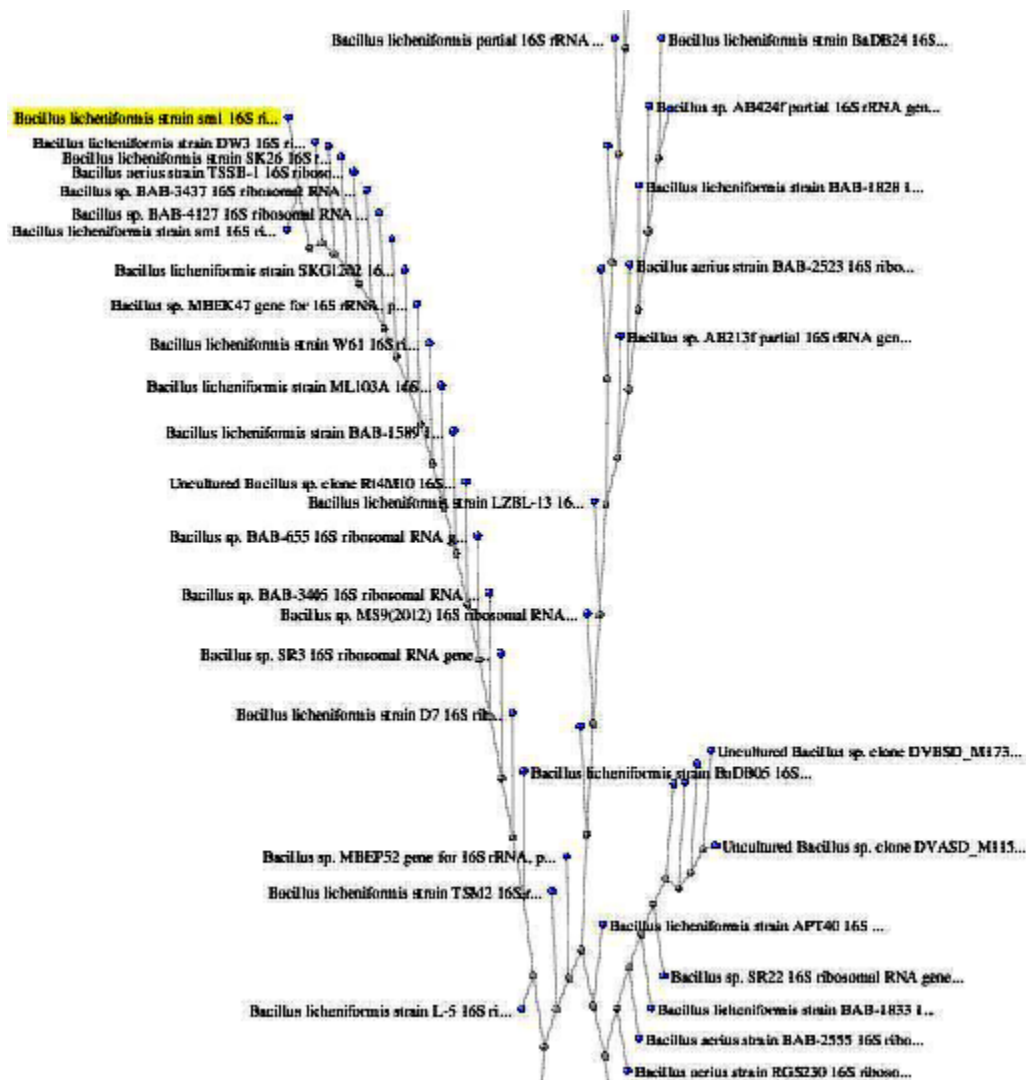 Bacillus licheniformis partial 16S rRNA ...
Bacillus licheniformis strain BaDB24 16S...
Bacillus sp. AB424f partial 16S rRNA gen...
Bacillus licheniformis strain sm1 16S ri...
Bacillus licheniformis strain DW3 16S ri...
Bacillus licheniformis strain SK26 16S r...
Bacillus aerius strain TSSB-1 16S riboso...
Bacillus sp. BAB-3437 16S ribosomal RNA ...
Bacillus licheniformis strain BAB-1828 1...
Bacillus sp. BAB-4127 16S ribosomal RNA ...
Bacillus licheniformis strain sm1 16S ri...
Bacillus licheniformis strain SKG1202 16...
Bacillus aerius strain BAB-2523 16S ribo...
Bacillus sp. MBEK47 gene for 16S rRNA, p...
Bacillus sp. AB213f partial 16S rRNA gen...
Bacillus licheniformis strain W61 16S ri...
Bacillus licheniformis strain ML103A 16S...
Bacillus licheniformis strain BAB-1589 1...
Uncultured Bacillus sp. clone Rt4M10 16S...
Bacillus licheniformis strain LZBL-13 16...
Bacillus sp. BAB-655 16S ribosomal RNA g...
Bacillus sp. BAB-3405 16S ribosomal RNA ...
Bacillus sp. MS9(2012) 16S ribosomal RNA...
Bacillus sp. SR3 16S ribosomal RNA gene ...
Bacillus licheniformis strain D7 16S rib...
Uncultured Bacillus sp. clone DVBSD_M173...
Bacillus licheniformis strain BaDB05 16S...
Uncultured Bacillus sp. clone DVASD_M115...
Bacillus sp. MBEP52 gene for 16S rRNA, p...
Bacillus licheniformis strain TSM2 16S r...
Bacillus licheniformis strain APT40 16S ...
Bacillus sp. SR22 16S ribosomal RNA gene...
Bacillus licheniformis strain L-5 16S ri...
Bacillus licheniformis strain BAB-1833 1...
Bacillus aerius strain BAB-2555 16S ribo...
Bacillus aerius strain RGS230 16S riboso...